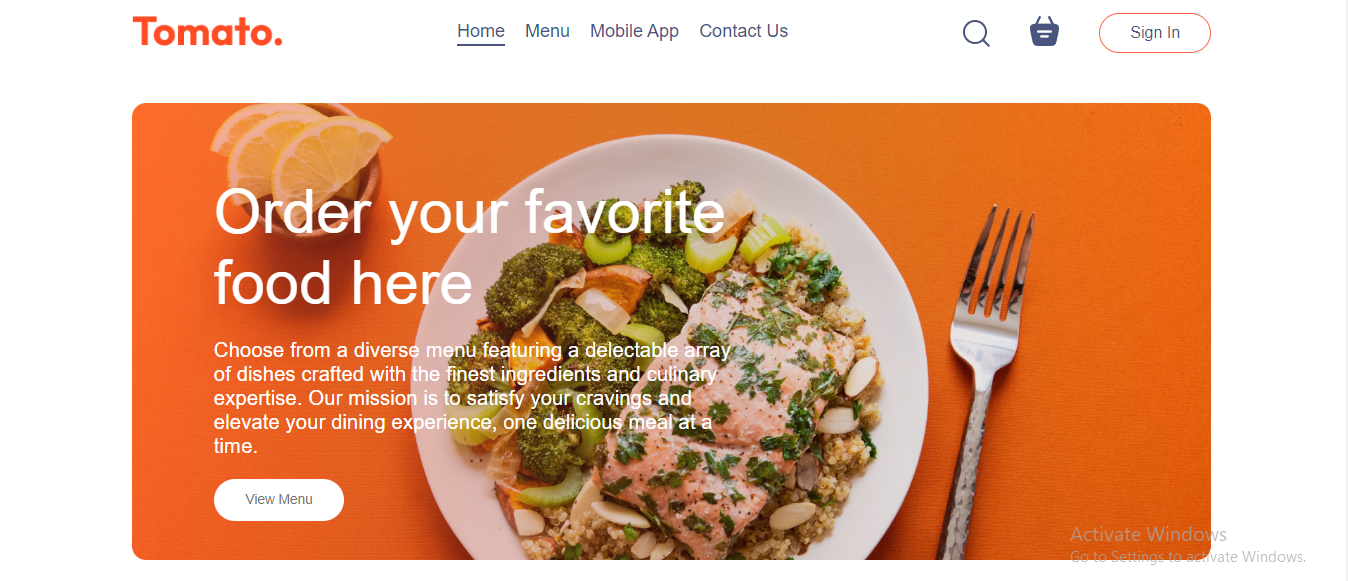 Tomato.
Home Menu Mobile App Contact Us
Sign In
Order your favorite
food here
Choose from a diverse menu featuring a delectable array
of dishes crafted with the finest ingredients and culinary
expertise. Our mission is to satisfy your cravings and
elevate your dining experience, one delicious meal at a
time.
View Menu
Activate Windows
Go to Settings to activate Windows.